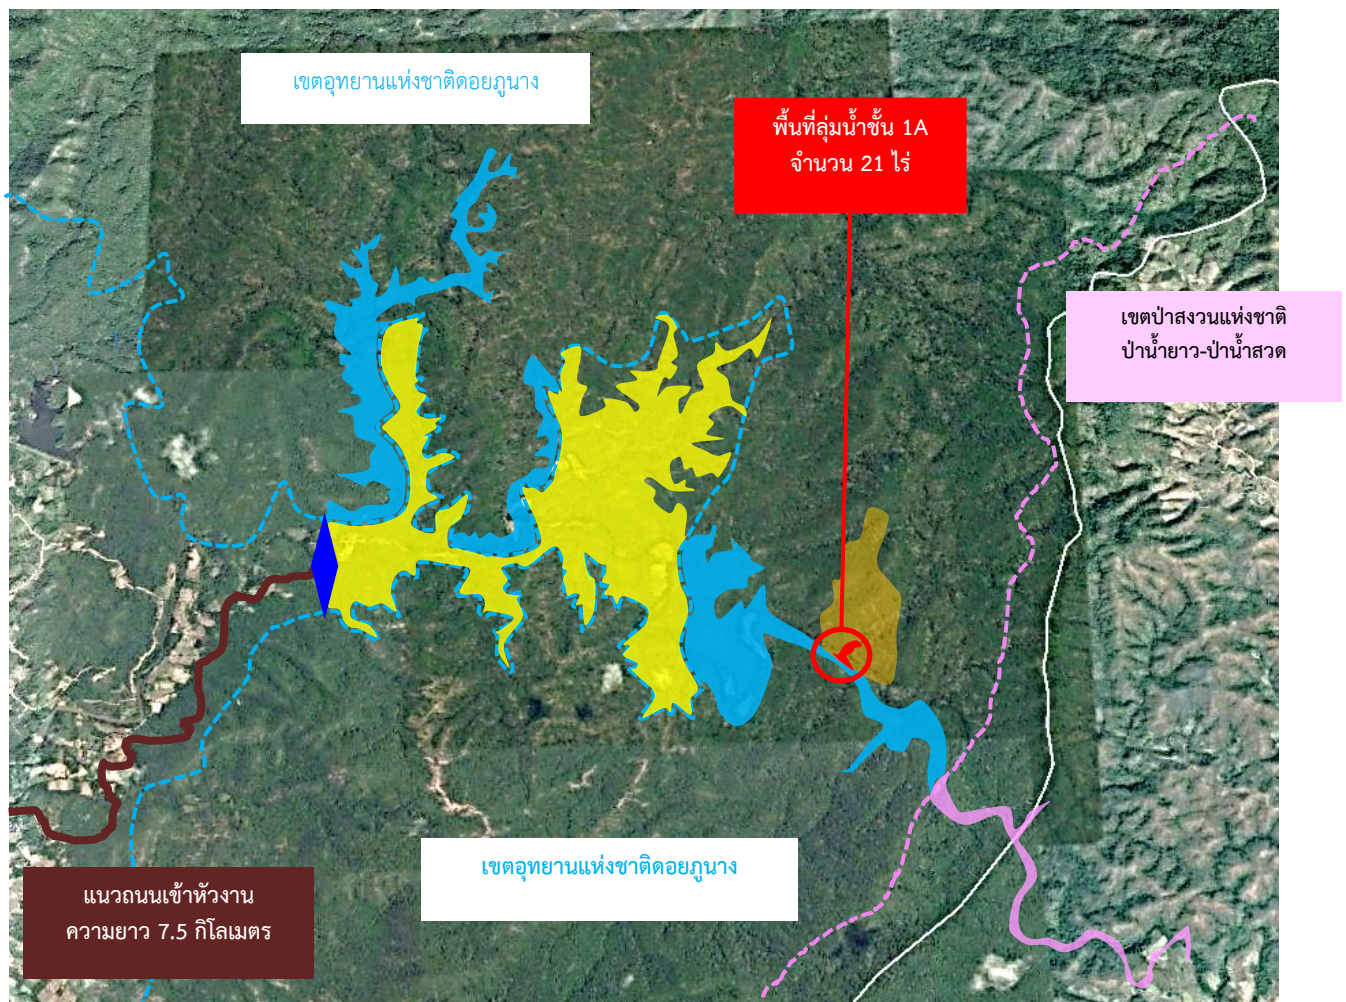 เขตอุทยานแห่งชาติดอยภูนาง
พื้นที่ลุ่มน้ำชั้น 1A
จำนวน 21 ไร่
เขตป่าสงวนแห่งชาติ
ป่าน้ำยาว-ป่าน้ำสวด
เขตอุทยานแห่งชาติดอยภูนาง
แนวถนนเข้าหัวงาน
ความยาว 7.5 กิโลเมตร